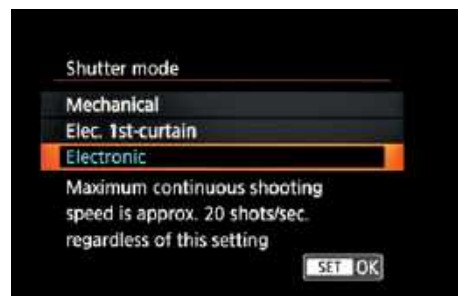 Shutter mode
Mechanical
Elec. 1st-curtain
Electronic
Maximum continuous shooting
speed is approx. 20 shots/sec.
regardless of this setting
SET OK